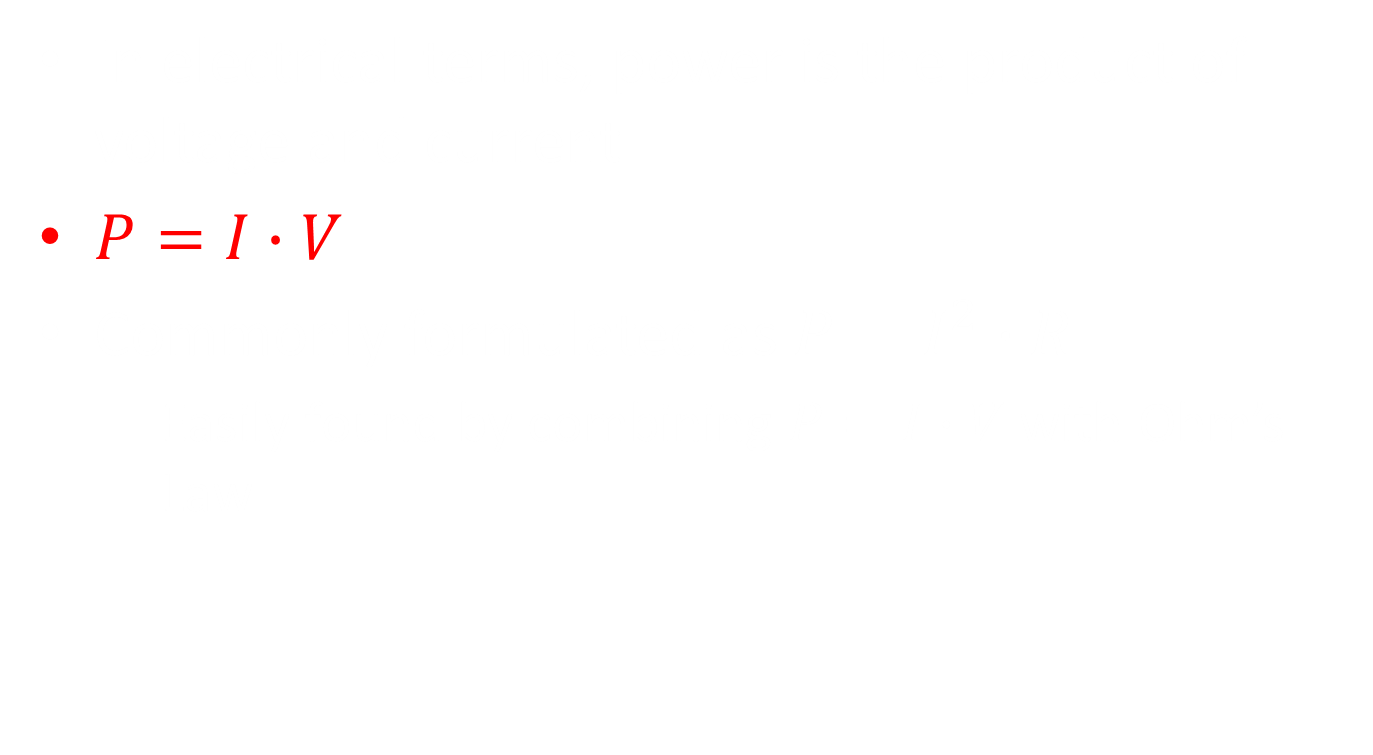 • P = I · V